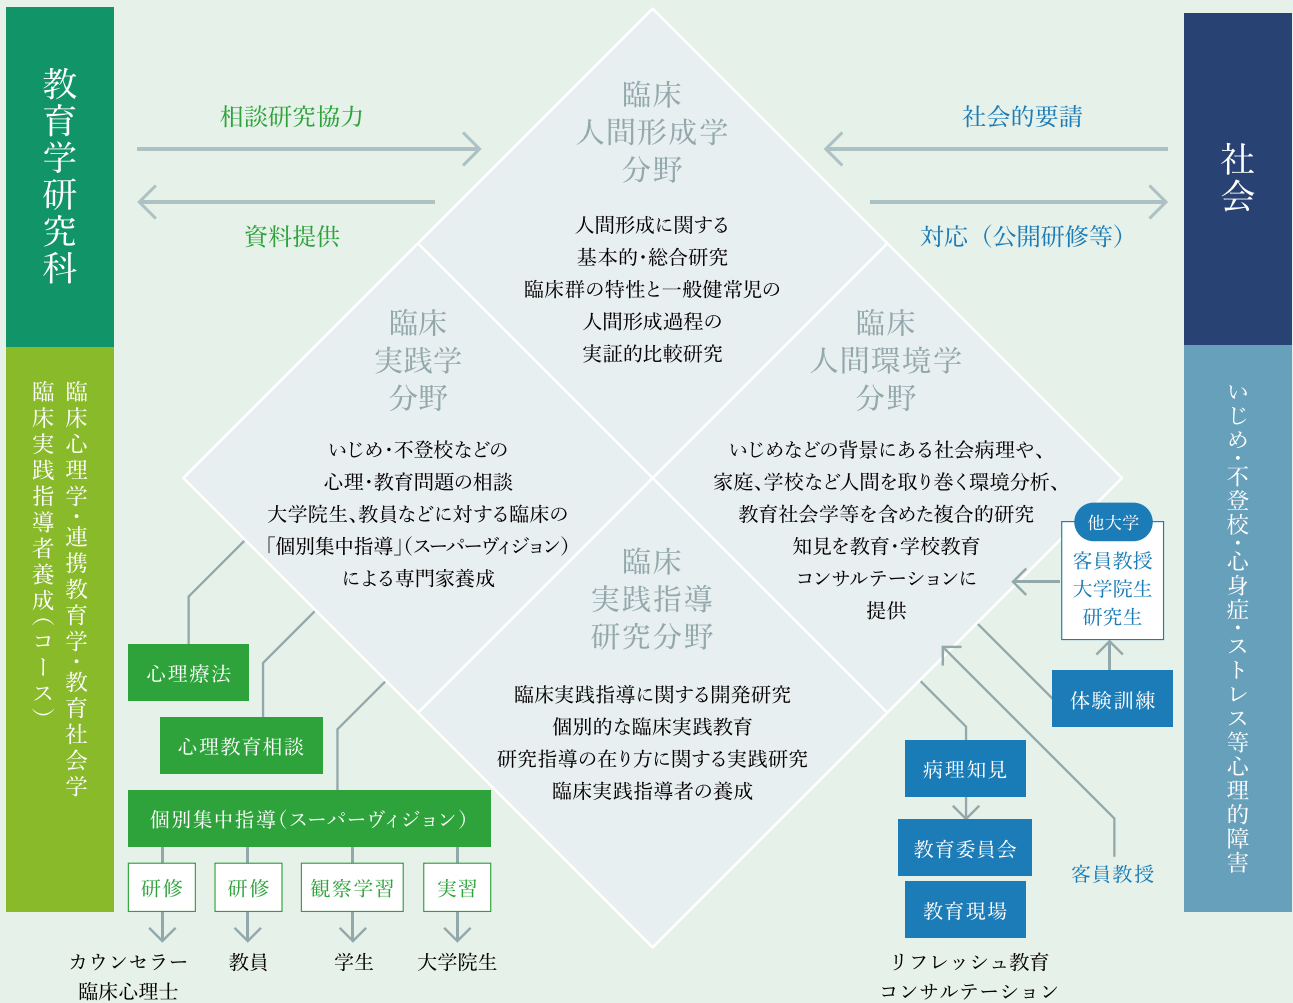 教育学研究科
臨床心理学・連携教育学・教育社会学
臨床実践指導者養成（コース）
相談研究協力
資料提供
臨床
人間形成学
分野
人間形成に関する
基本的・総合研究
臨床群の特性と一般健常児の
人間形成過程の
実証的比較研究
社会的要請
対応（公開研修等）
社会
いじめ・不登校・心身症・ストレス等心理的障害
臨床
実践学
分野
いじめ・不登校などの
心理・教育問題の相談
大学院生、教員などに対する臨床の
「個別集中指導」（スーパーヴィジョン）
による専門家養成
臨床
人間環境学
分野
いじめなどの背景にある社会病理や、
家庭、学校など人間を取り巻く環境分析、
教育社会学等を含めた複合的研究
知見を教育・学校教育
コンサルテーションに
提供
臨床
実践指導
研究分野
臨床実践指導に関する開発研究
個別的な臨床実践教育
研究指導の在り方に関する実践研究
臨床実践指導者の養成
他大学
客員教授
大学院生
研究生
体験訓練
心理療法
心理教育相談
個別集中指導（スーパーヴィジョン）
研修
研修
観察学習
実習
カウンセラー
臨床心理士
教員
学生
大学院生
病理知見
教育委員会
教育現場
リフレッシュ教育
コンサルテーション
客員教授